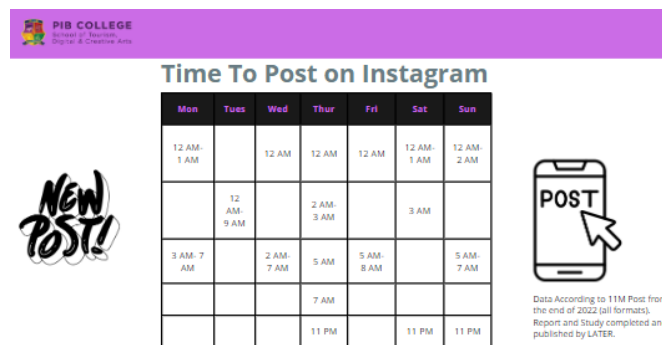 PIB COLLEGE
School of Tourism,
Digital & Creative Arts
Time To Post on Instagram
Mon Tues Wed Thur Fri Sat Sun
12 AM- 12 AM 12 AM 12 AM 12 AM- 12 AM-
1 AM 1 AM 2 AM
12
AM-
9 AM
2 AM-
3 AM
3 AM
3 AM- 7 2 AM- 5 AM 5 AM- 5 AM-
AM 7 AM 8 AM 7 AM
7 AM
11 PM 11 PM 11 PM
NEW
POST!
POST
Data According to 11M Post from
the end of 2022 (all formats).
Report and Study completed an
published by LATER.